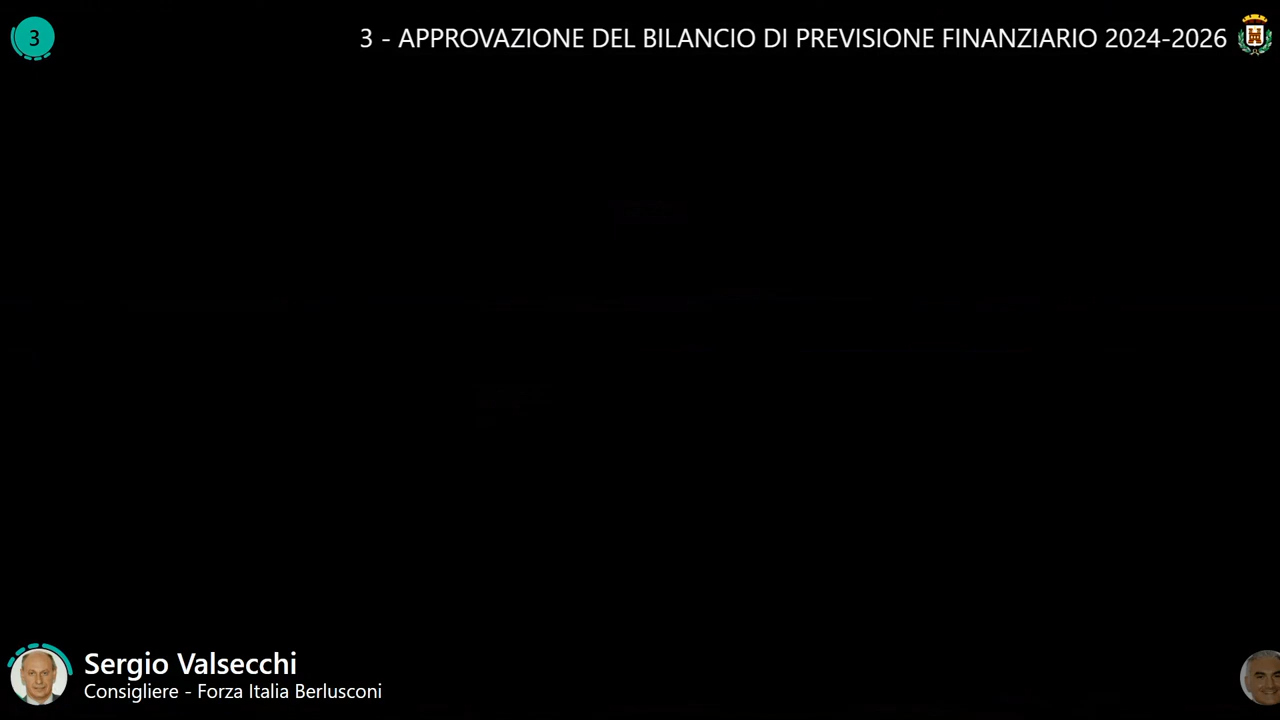 3
3 - APPROVAZIONE DEL BILANCIO DI PREVISIONE FINANZIARIO 2024-2026
Sergio Valsecchi
Consigliere - Forza Italia Berlusconi